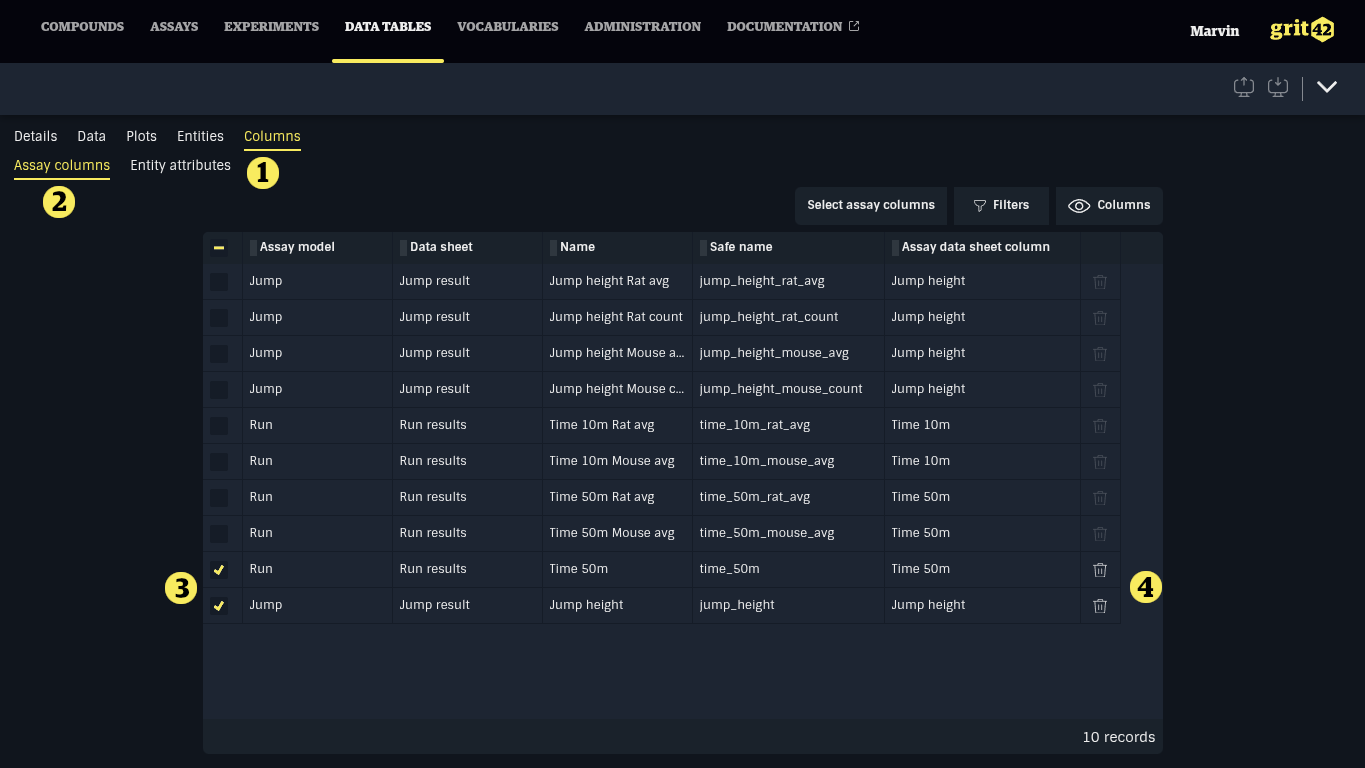 COMPOUNDS ASSAYS EXPERIMENTS DATA TABLES VOCABULARIES ADMINISTRATION DOCUMENTATION Marvin grit42
Details Data Plots Entities Columns
Assay columns Entity attributes 1
2
Select assay columns Filters Columns
Assay model Data sheet Name Safe name Assay data sheet column
Jump Jump result Jump height Rat avg jump_height_rat_avg Jump height
Jump Jump result Jump height Rat count jump_height_rat_count Jump height
Jump Jump result Jump height Mouse a... jump_height_mouse_avg Jump height
Jump Jump result Jump height Mouse c... jump_height_mouse_count Jump height
Run Run results Time 10m Rat avg time_10m_rat_avg Time 10m
Run Run results Time 10m Mouse avg time_10m_mouse_avg Time 10m
Run Run results Time 50m Rat avg time_50m_rat_avg Time 50m
Run Run results Time 50m Mouse avg time_50m_mouse_avg Time 50m
Run Run results Time 50m time_50m Time 50m
3 4
Jump Jump result Jump height jump_height Jump height
10 records